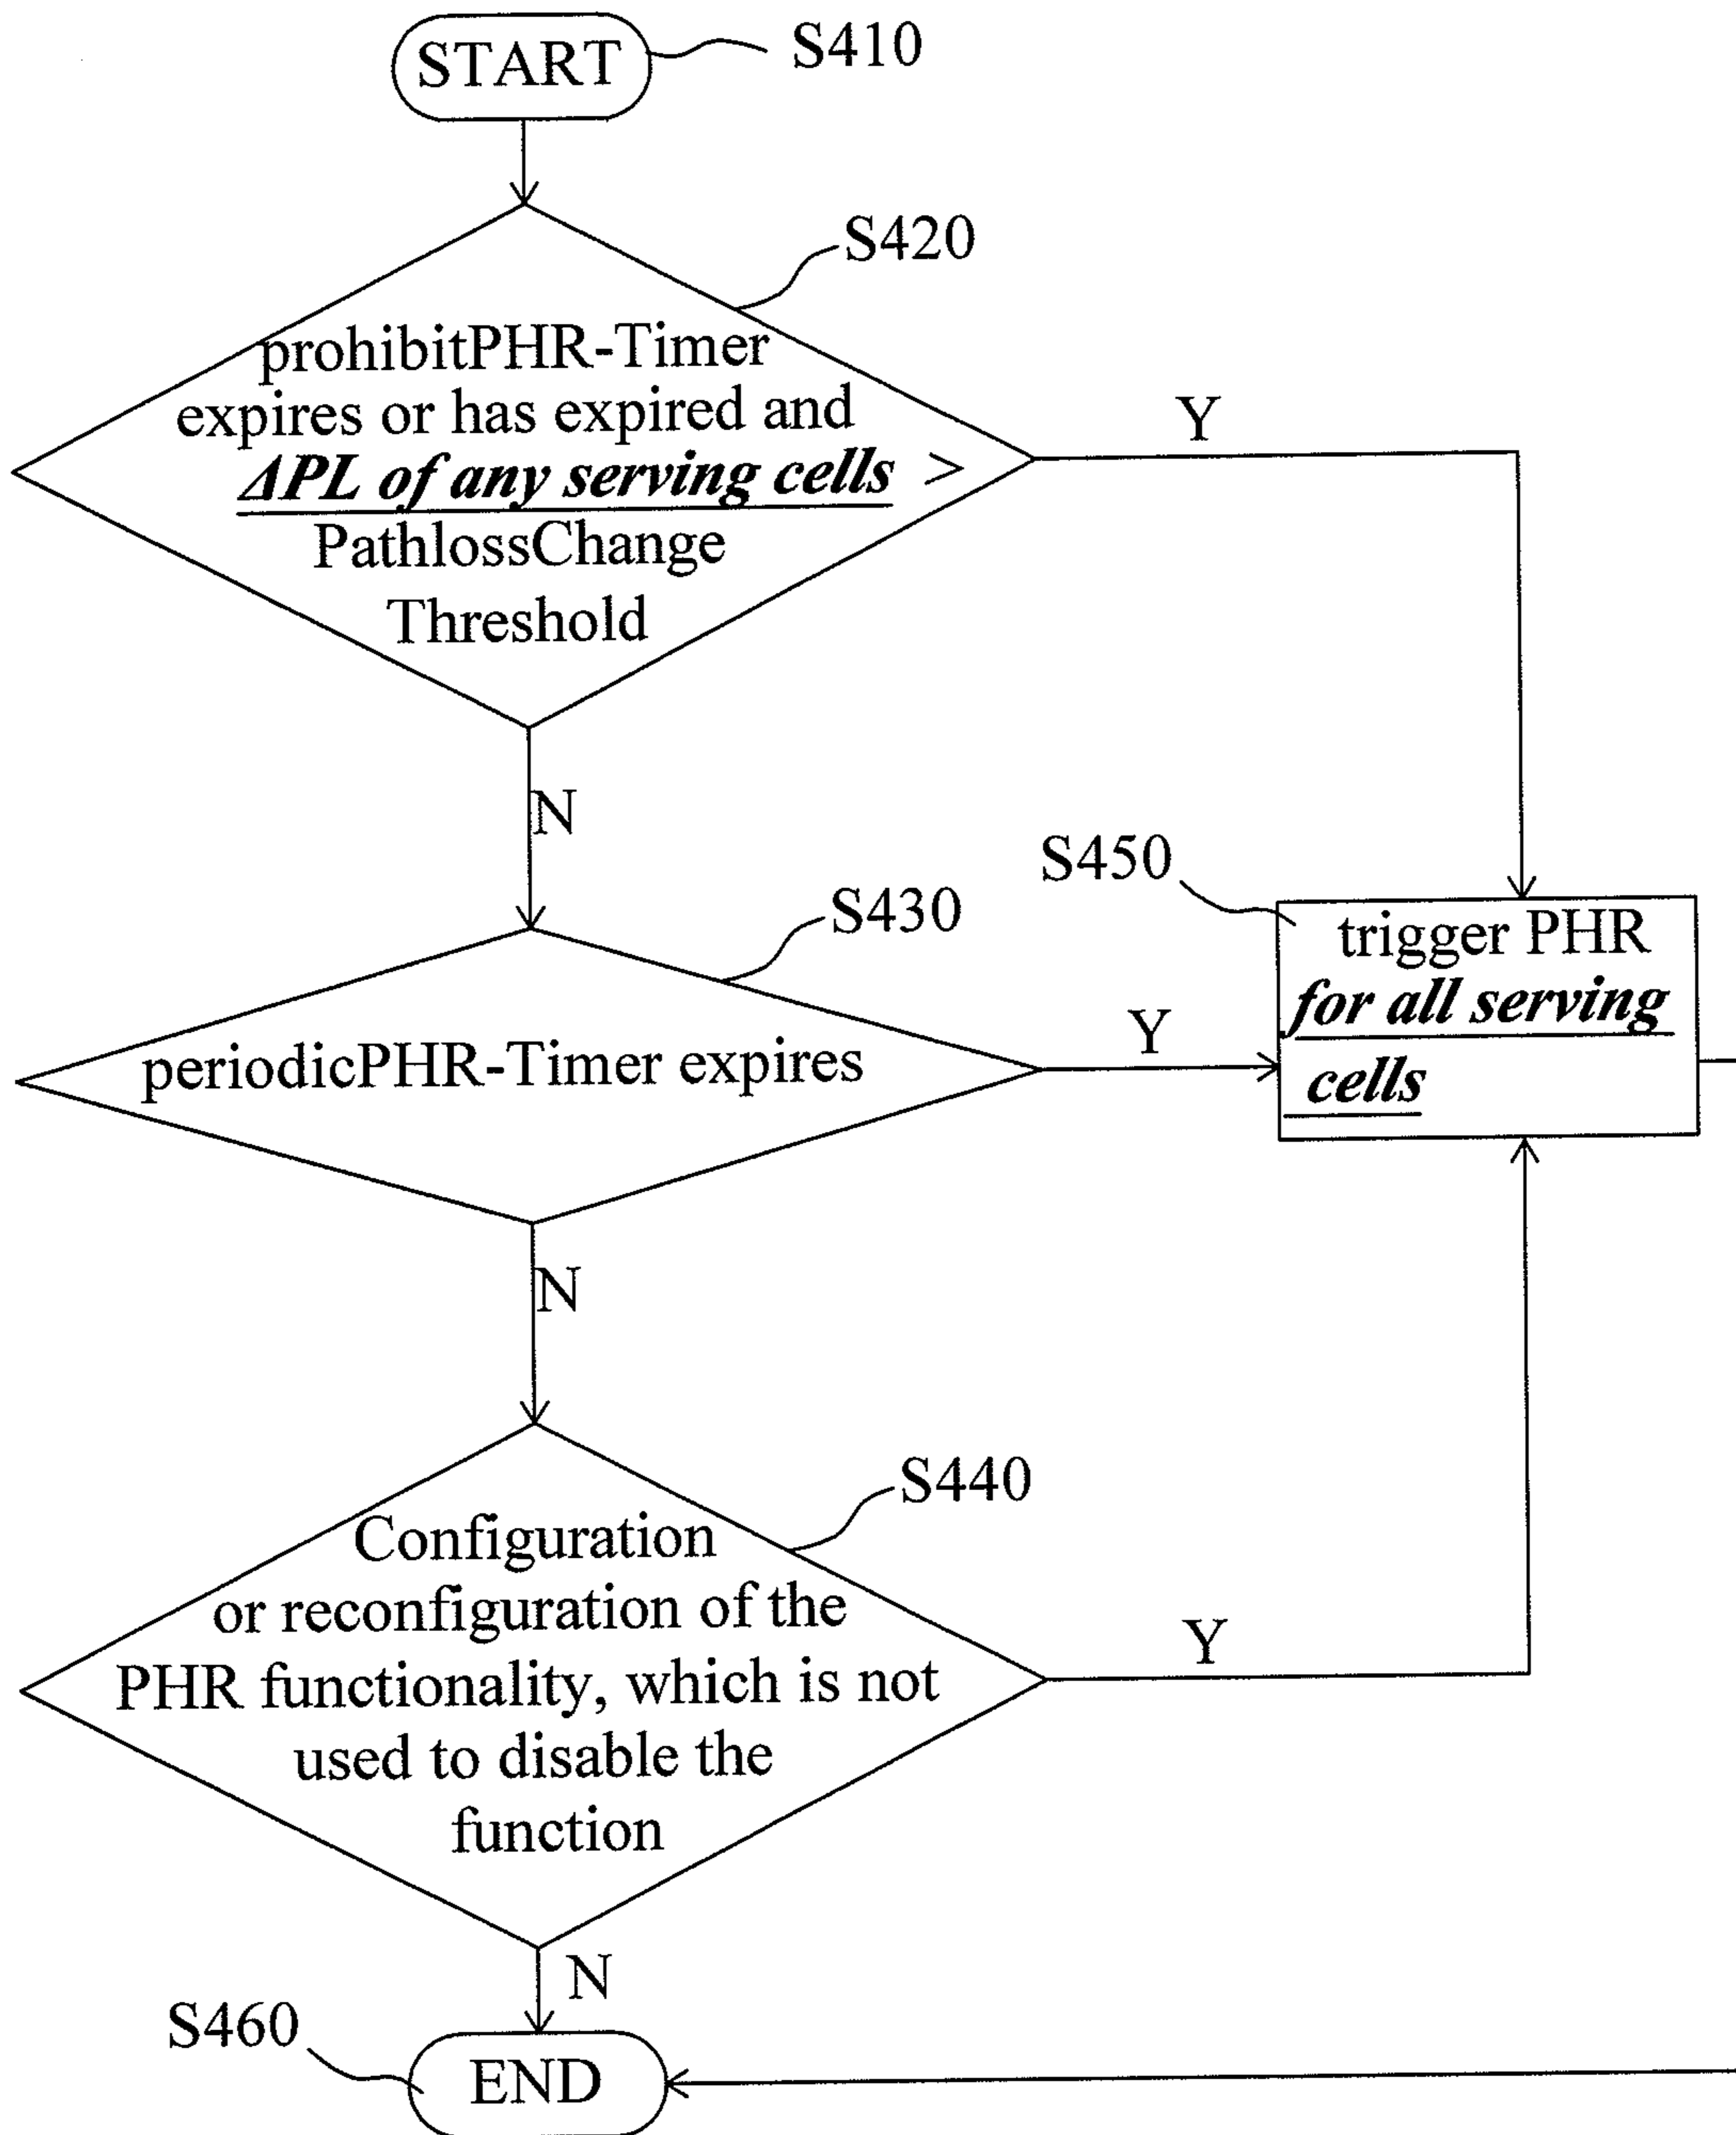 START
S410
S420
prohibitPHR-Timer
expires or has expired and
ΔPL of any serving cells >
PathlossChange
Threshold
Y
N
S430
periodicPHR-Timer expires
Y
S450
trigger PHR
for all serving
cells
N
S440
Configuration
or reconfiguration of the
PHR functionality, which is not
used to disable the
function
Y
N
S460
END